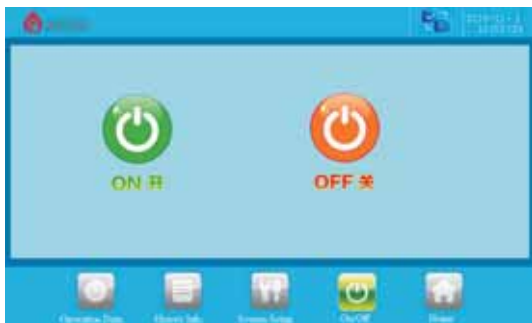 ON 开
OFF 关
Operation Data
History Info
System Setup
On/Off
Home